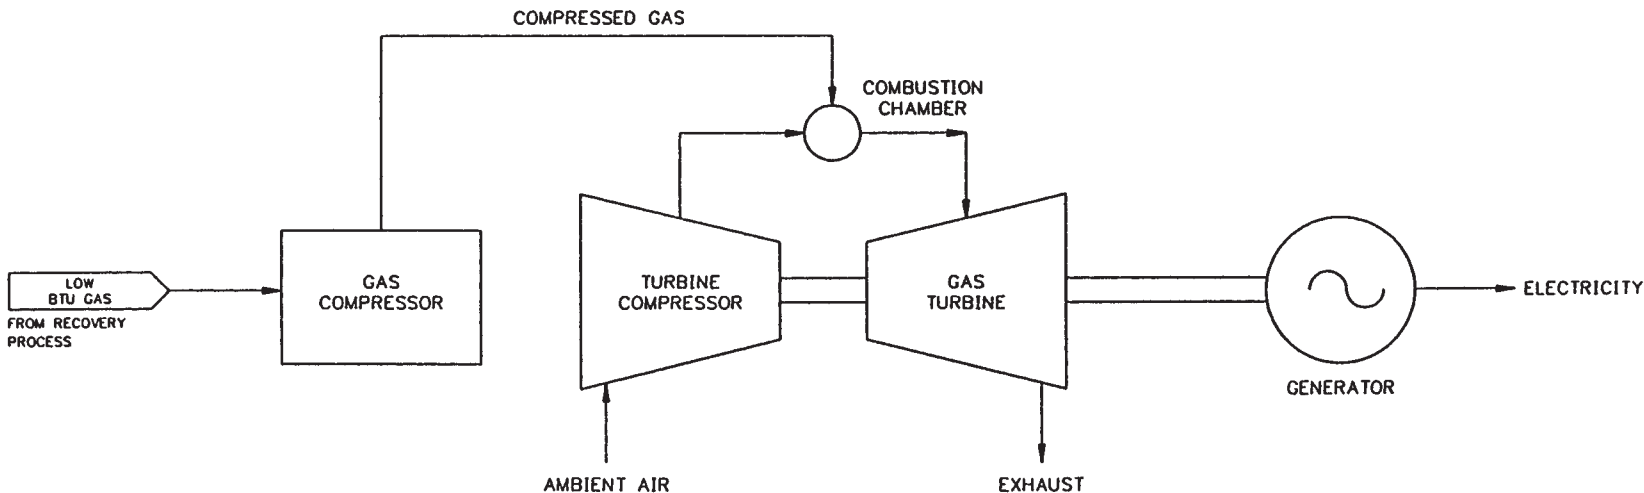 COMPRESSED GAS
COMBUSTION
CHAMBER
LOW
BTU GAS
FROM RECOVERY
PROCESS
GAS
COMPRESSOR
TURBINE
COMPRESSOR
GAS
TURBINE
ELECTRICITY
GENERATOR
AMBIENT AIR
EXHAUST